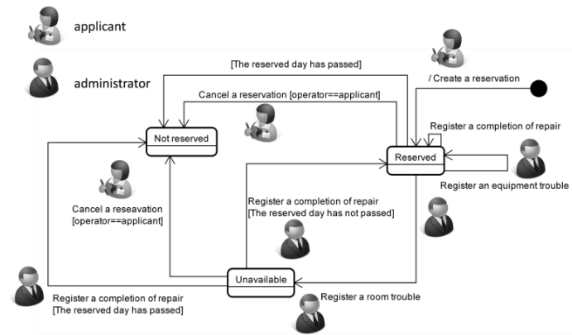 applicant
administrator
[The reserved day has passed]
/ Create a reservation
Cancel a reservation [operator==applicant]
Register a completion of repair
Not reserved
Reserved
Register an equipment trouble
Cancel a reseavation
[operator==applicant]
Register a completion of repair
[The reserved day has not passed]
Unavailable
Register a room trouble
Register a completion of repair
[The reserved day has passed]